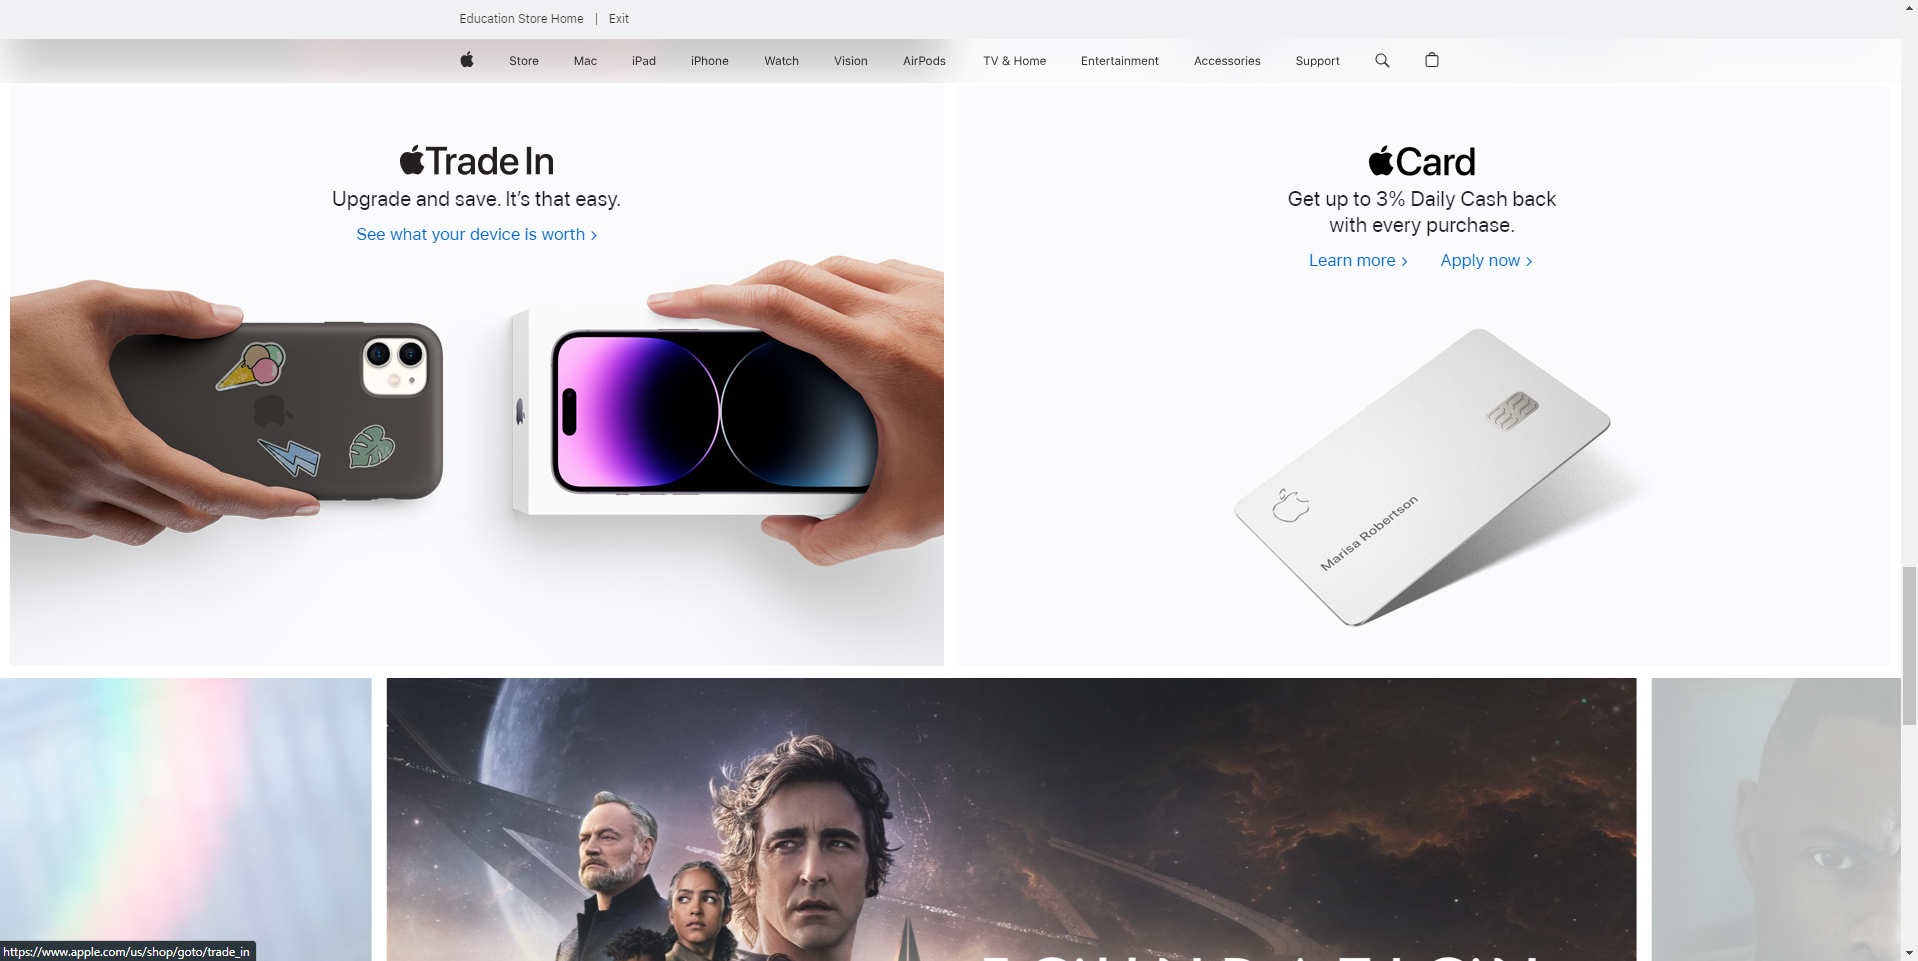 Education Store Home | Exit
Store Mac iPad iPhone Watch Vision AirPods TV & Home Entertainment Accessories Support
Trade In
Upgrade and save. It’s that easy.
See what your device is worth >
Card
Get up to 3% Daily Cash back
with every purchase.
Learn more > Apply now >
Marisa Robertson
FOUNDATION
https://www.apple.com/us/shop/goto/trade_in